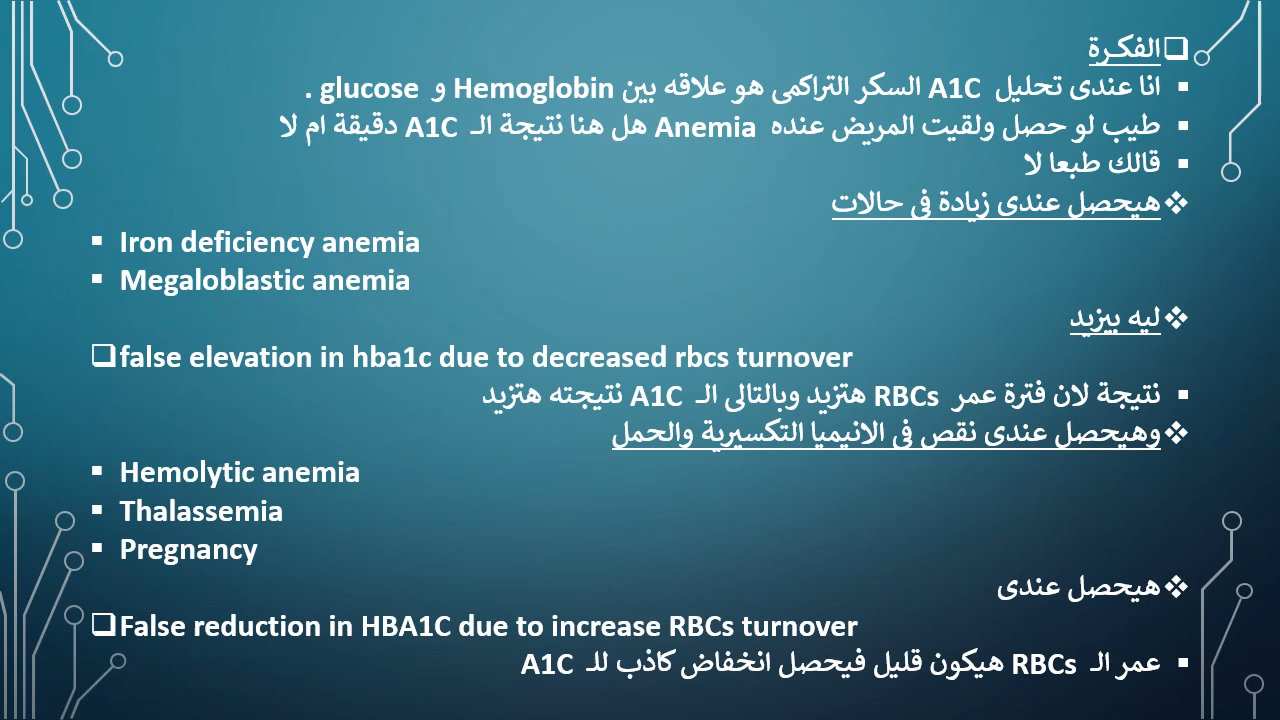 ❑الفكـرة
▪ انا عندى تحليل A1C السكر التراكمى هو علاقه بين Hemoglobin و glucose .
▪ طيب لو حصل ولقيت المريض عنده Anemia هل هنا نتيجة الـ A1C دقيقة ام لا
▪ قالك طبعا لا
❖هيحصل عندى زيادة فى حالات
▪ Iron deficiency anemia
▪ Megaloblastic anemia
❖ليه بيزيد
❑false elevation in hba1c due to decreased rbcs turnover
▪ نتيجة لان فترة عمر RBCs هتزيد وبالتالى الـ A1C نتيجته هتزيد
❖وهيحصل عندى نقص فى الانيميا التكسيرية والحمل
▪ Hemolytic anemia
▪ Thalassemia
▪ Pregnancy
❖هيحصل عندى
❑False reduction in HBA1C due to increase RBCs turnover
▪ عمر الـ RBCs هيكون قليل فيحصل انخفاض كاذب للـ A1C